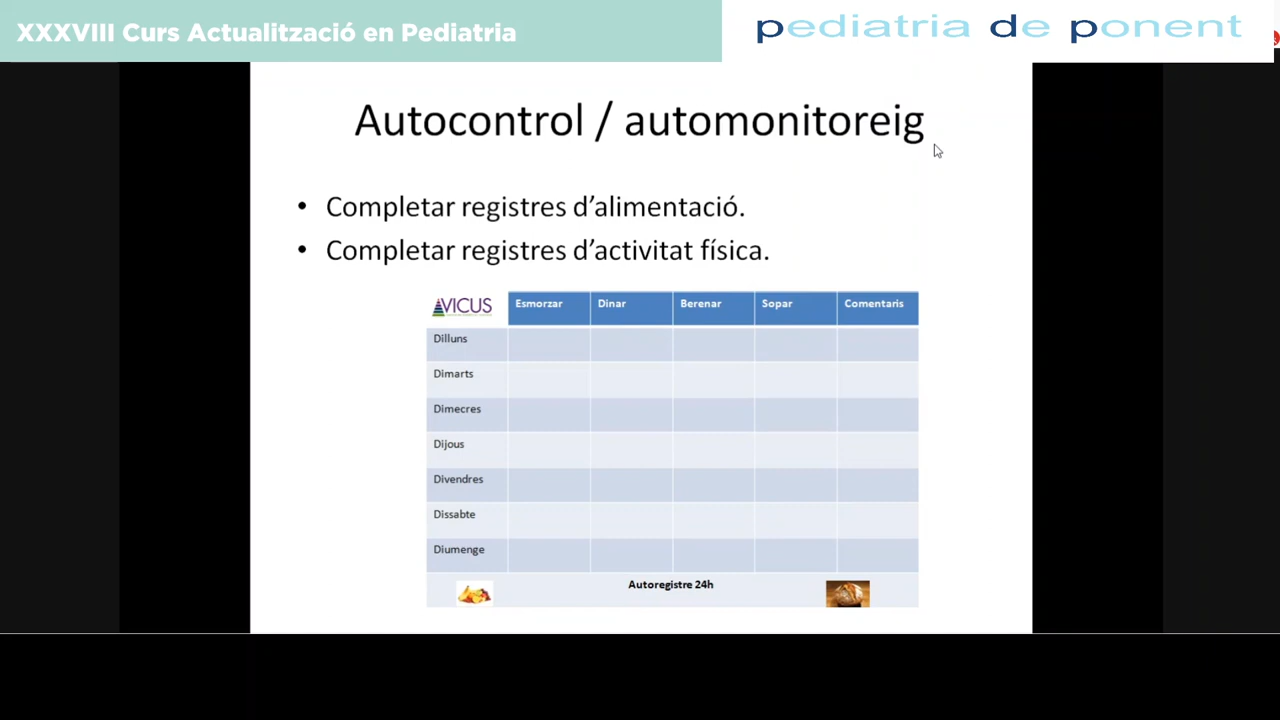 XXXVIII Curs Actualització en Pediatria
pediatria de ponent
Autocontrol / automonitoreig
• Completar registres d’alimentació.
• Completar registres d’activitat física.
VICUS Esmorzar Dinar Berenar Sopar Comentaris
Dilluns
Dimarts
Dimecres
Dijous
Divendres
Dissabte
Diumenge
Autoregistre 24h